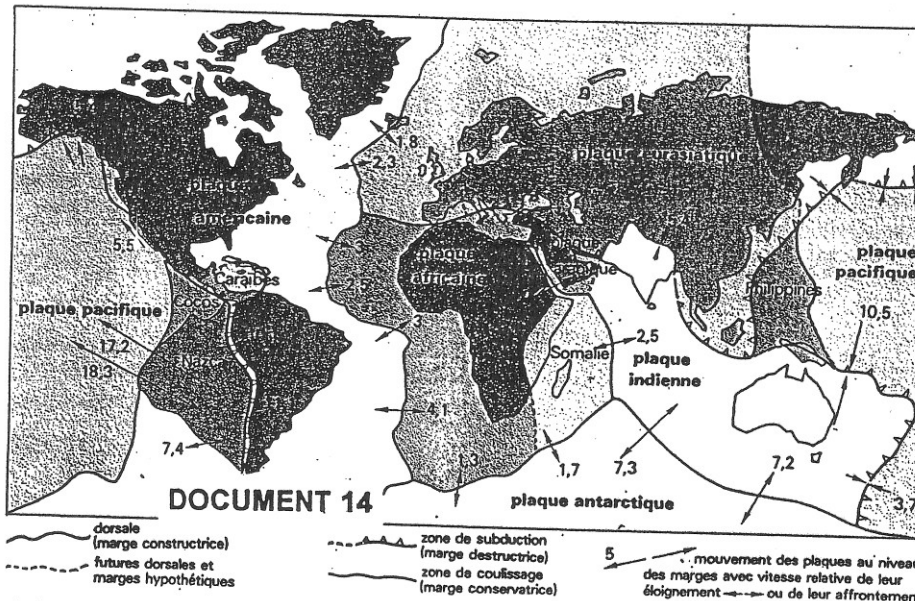 1,8
2,3
plaque eurasiatique
plaque
américaine
5,5
plaque
africaine
plaque
plaque
pacifique
Caraïbes
Cocos
Philippines
plaque pacifique
2,5
3
10,5
17,2
Nazca
Somalie
2,5
plaque
indienne
18,3
4,1
7,4
1,3
1,7
7,3
7,2
DOCUMENT 14
plaque antarctique
3,7
dorsale
(marge constructrice)
futures dorsales et
marges hypothétiques
zone de subduction
(marge destructrice)
zone de coulissage
(marge conservatrice)
5
mouvement des plaques au niveau
des marges avec vitesse relative de leur
éloignement ou de leur affrontemen